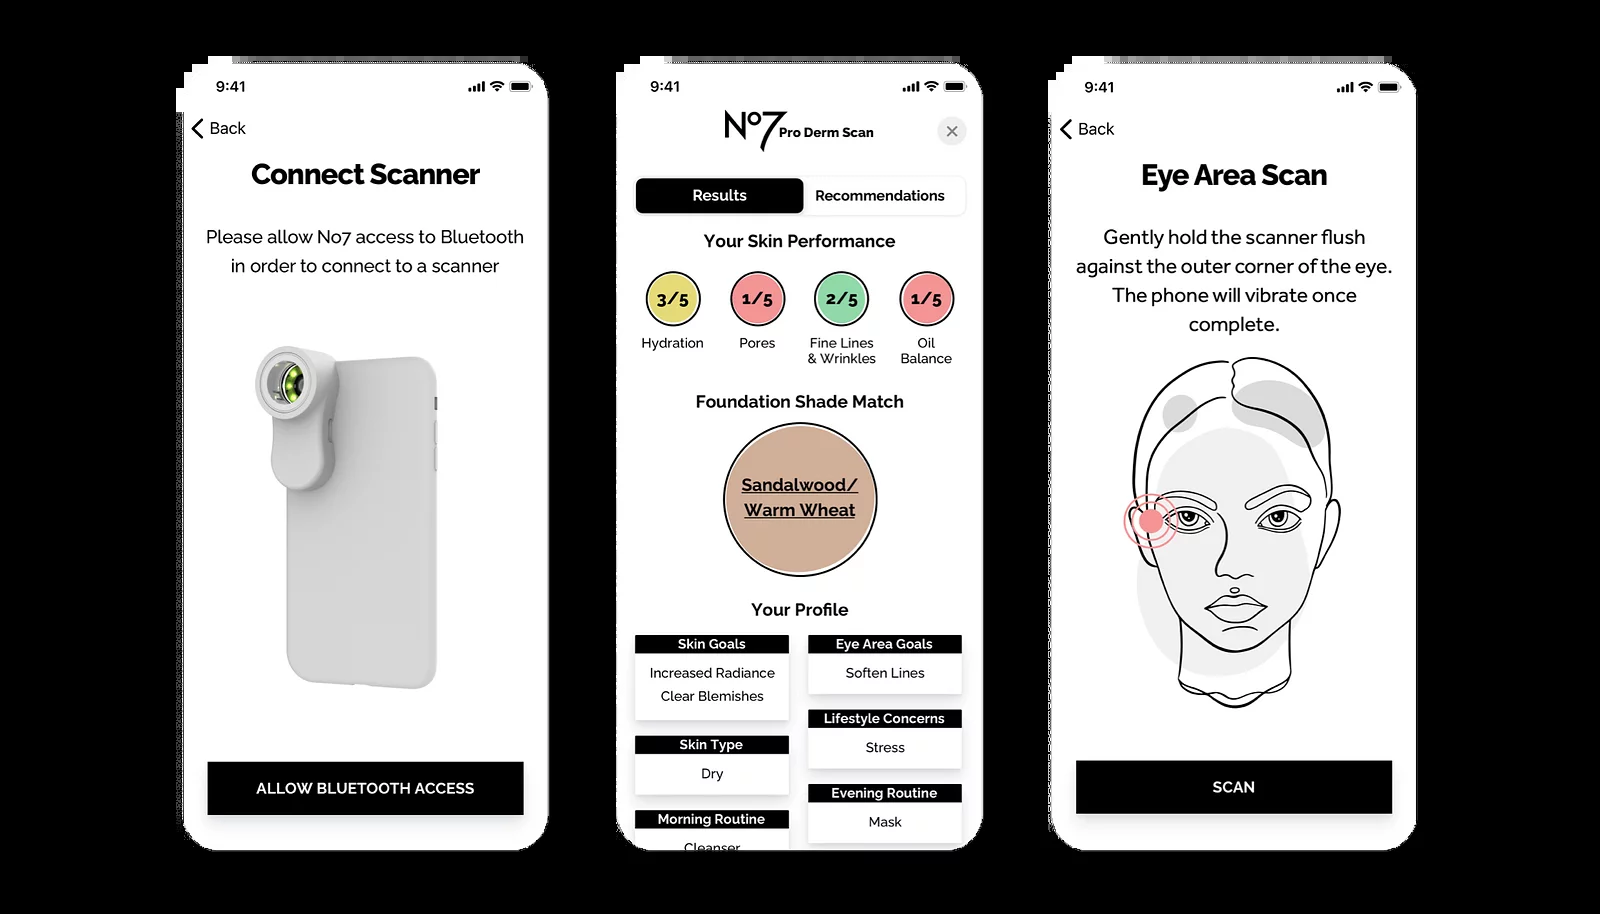 9:41
Back
Connect Scanner
Please allow No7 access to Bluetooth
in order to connect to a scanner
ALLOW BLUETOOTH ACCESS
9:41
No7 Pro Derm Scan
Results
Recommendations
Your Skin Performance
3/5
1/5
2/5
1/5
Hydration
Pores
Fine Lines
& Wrinkles
Oil
Balance
Foundation Shade Match
Sandalwood/
Warm Wheat
Your Profile
Skin Goals
Increased Radiance
Clear Blemishes
Skin Type
Dry
Morning Routine
Cleanser
Eye Area Goals
Soften Lines
Lifestyle Concerns
Stress
Evening Routine
Mask
9:41
Back
Eye Area Scan
Gently hold the scanner flush
against the outer corner of the eye.
The phone will vibrate once
complete.
SCAN